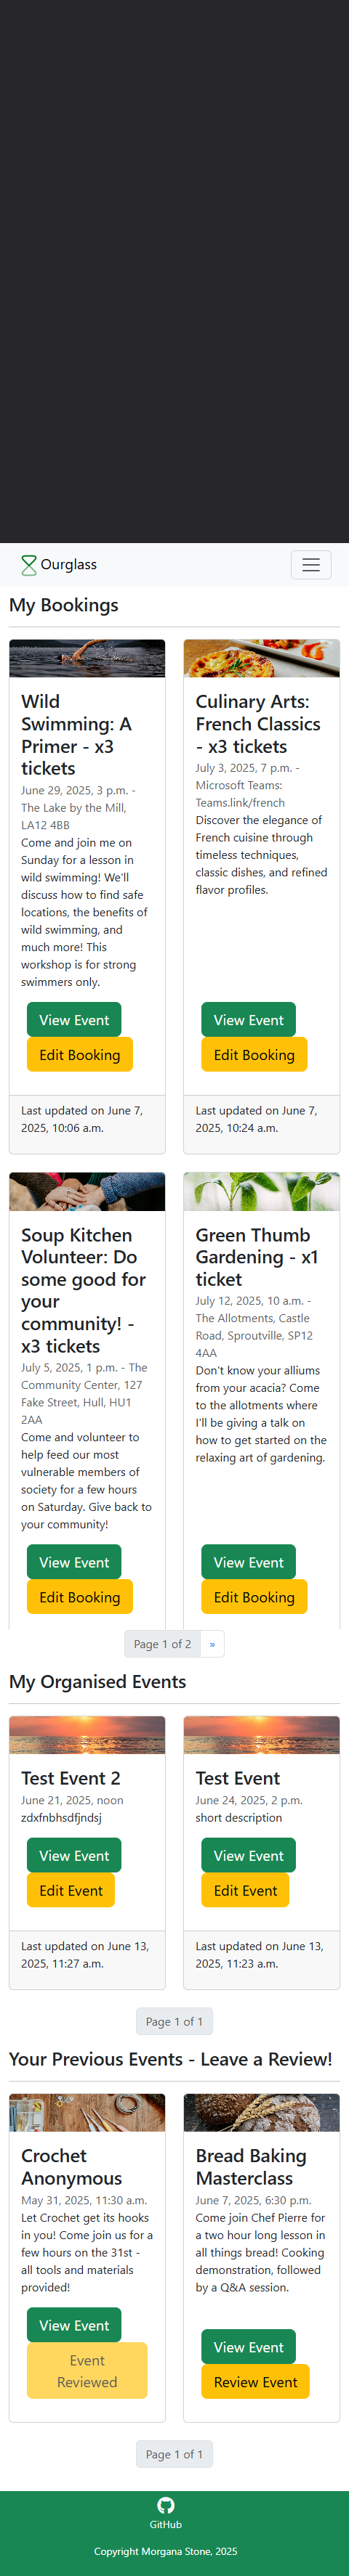 Ourglass
My Bookings
Wild
Swimming: A
Primer - x3
tickets
June 29, 2025, 3 p.m. -
The Lake by the Mill,
LA12 4BB
Come and join me on
Sunday for a lesson in
wild swimming! We'll
discuss how to find safe
locations, the benefits of
wild swimming, and
much more! This
workshop is for strong
swimmers only.
View Event
Edit Booking
Last updated on June 7,
2025, 10:06 a.m.
Culinary Arts:
French Classics
- x3 tickets
July 3, 2025, 7 p.m. -
Microsoft Teams:
Teams.link/french
Discover the elegance of
French cuisine through
timeless techniques,
classic dishes, and refined
flavor profiles.
View Event
Edit Booking
Last updated on June 7,
2025, 10:24 a.m.
Soup Kitchen
Volunteer: Do
some good for
your
community! -
x3 tickets
July 5, 2025, 1 p.m. - The
Community Center, 127
Fake Street, Hull, HU1
2AA
Come and volunteer to
help feed our most
vulnerable members of
society for a few hours
on Saturday. Give back to
your community!
View Event
Edit Booking
Green Thumb
Gardening - x1
ticket
July 12, 2025, 10 a.m. -
The Allotments, Castle
Road, Sproutville, SP12
4AA
Don't know your alliums
from your acacia? Come
to the allotments where
I'll be giving a talk on
how to get started on the
relaxing art of gardening.
View Event
Edit Booking
Page 1 of 2 »
My Organised Events
Test Event 2
June 21, 2025, noon
zdxfnbhsdfjndsj
View Event
Edit Event
Last updated on June 13,
2025, 11:27 a.m.
Test Event
June 24, 2025, 2 p.m.
short description
View Event
Edit Event
Last updated on June 13,
2025, 11:23 a.m.
Page 1 of 1
Your Previous Events - Leave a Review!
Crochet
Anonymous
May 31, 2025, 11:30 a.m.
Let Crochet get its hooks
in you! Come join us for a
few hours on the 31st -
all tools and materials
provided!
View Event
Event
Reviewed
Bread Baking
Masterclass
June 7, 2025, 6:30 p.m.
Come join Chef Pierre for
a two hour long lesson in
all things bread! Cooking
demonstration, followed
by a Q&A session.
View Event
Review Event
Page 1 of 1
GitHub
Copyright Morgana Stone, 2025